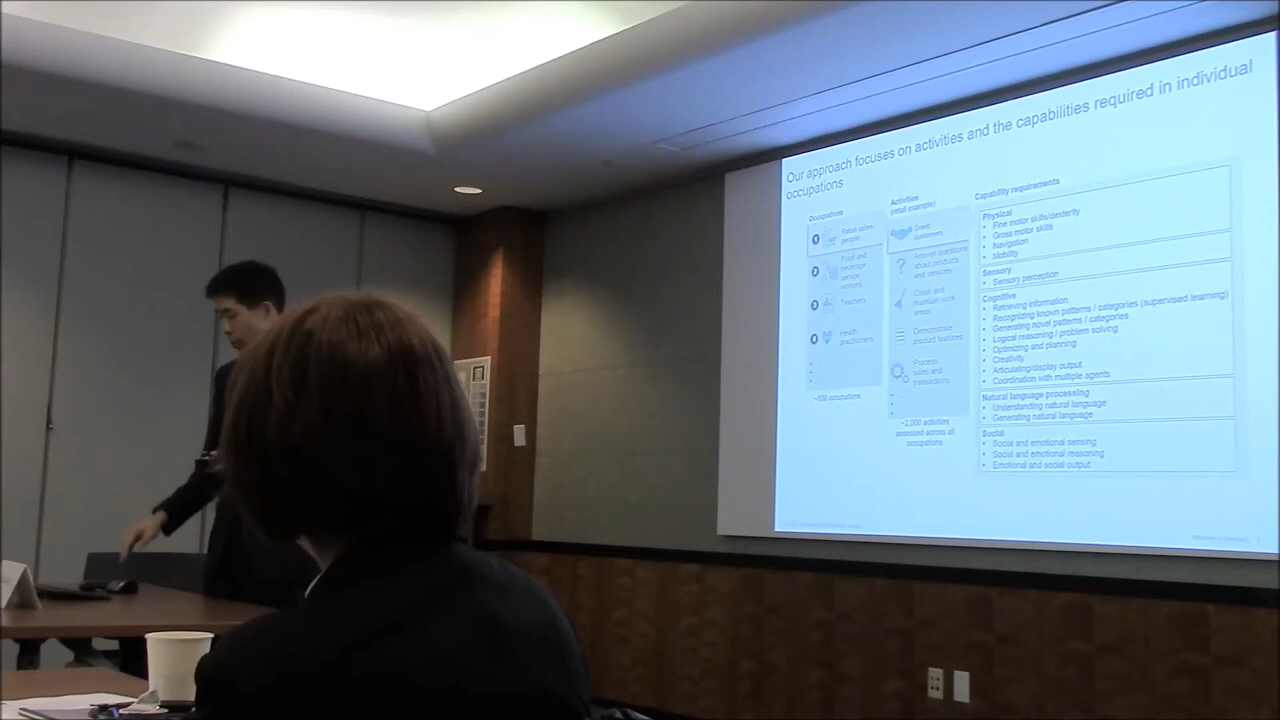 Our approach focuses on activities and the capabilities required in individual
occupations
Occupations
1 Retail sales-
people
2 Food and
beverage
service
workers
3 Teachers
4 Health
practitioners
~800 occupations
Activities
(retail example)
Greet
customers
Answer questions
about products
and services
Clean and
maintain work
areas
Demonstrate
product features
Process
sales and
transactions
~2,000 activities
assessed across all
occupations
Capability requirements
Physical
• Fine motor skills/dexterity
• Gross motor skills
• Navigation
• Mobility
Sensory
• Sensory perception
Cognitive
• Retrieving information
• Recognizing known patterns / categories (supervised learning)
• Generating novel patterns / categories
• Logical reasoning / problem solving
• Optimizing and planning
• Creativity
• Articulating/display output
• Coordination with multiple agents
Natural language processing
• Understanding natural language
• Generating natural language
Social
• Social and emotional sensing
• Social and emotional reasoning
• Emotional and social output